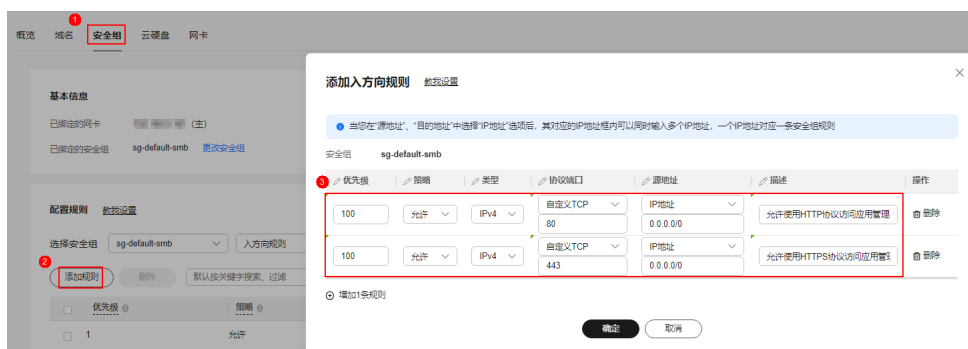 1
概览 域名 安全组 云硬盘 网卡
基本信息
已绑定的网卡 (主)
已绑定的安全组 sg-default-smb 更改安全组
配置规则 教我设置
选择安全组 sg-default-smb 入方向规则
2
添加规则 删除 默认按关键字搜索、过滤
优先级 策略
1 允许
添加入方向规则 教我设置
当您在“源地址”、“目的地址”中选择“IP地址”选项后，其对应的IP地址框内可以同时输入多个IP地址，一个IP地址对应一条安全组规则
安全组 sg-default-smb
3 优先级 策略 类型 协议端口 源地址 描述 操作
100 允许 IPv4 自定义TCP IP地址 允许使用HTTP协议访问应用管理 删除
80 0.0.0.0/0
100 允许 IPv4 自定义TCP IP地址 允许使用HTTPS协议访问应用管 删除
443 0.0.0.0/0
增加1条规则
确定 取消